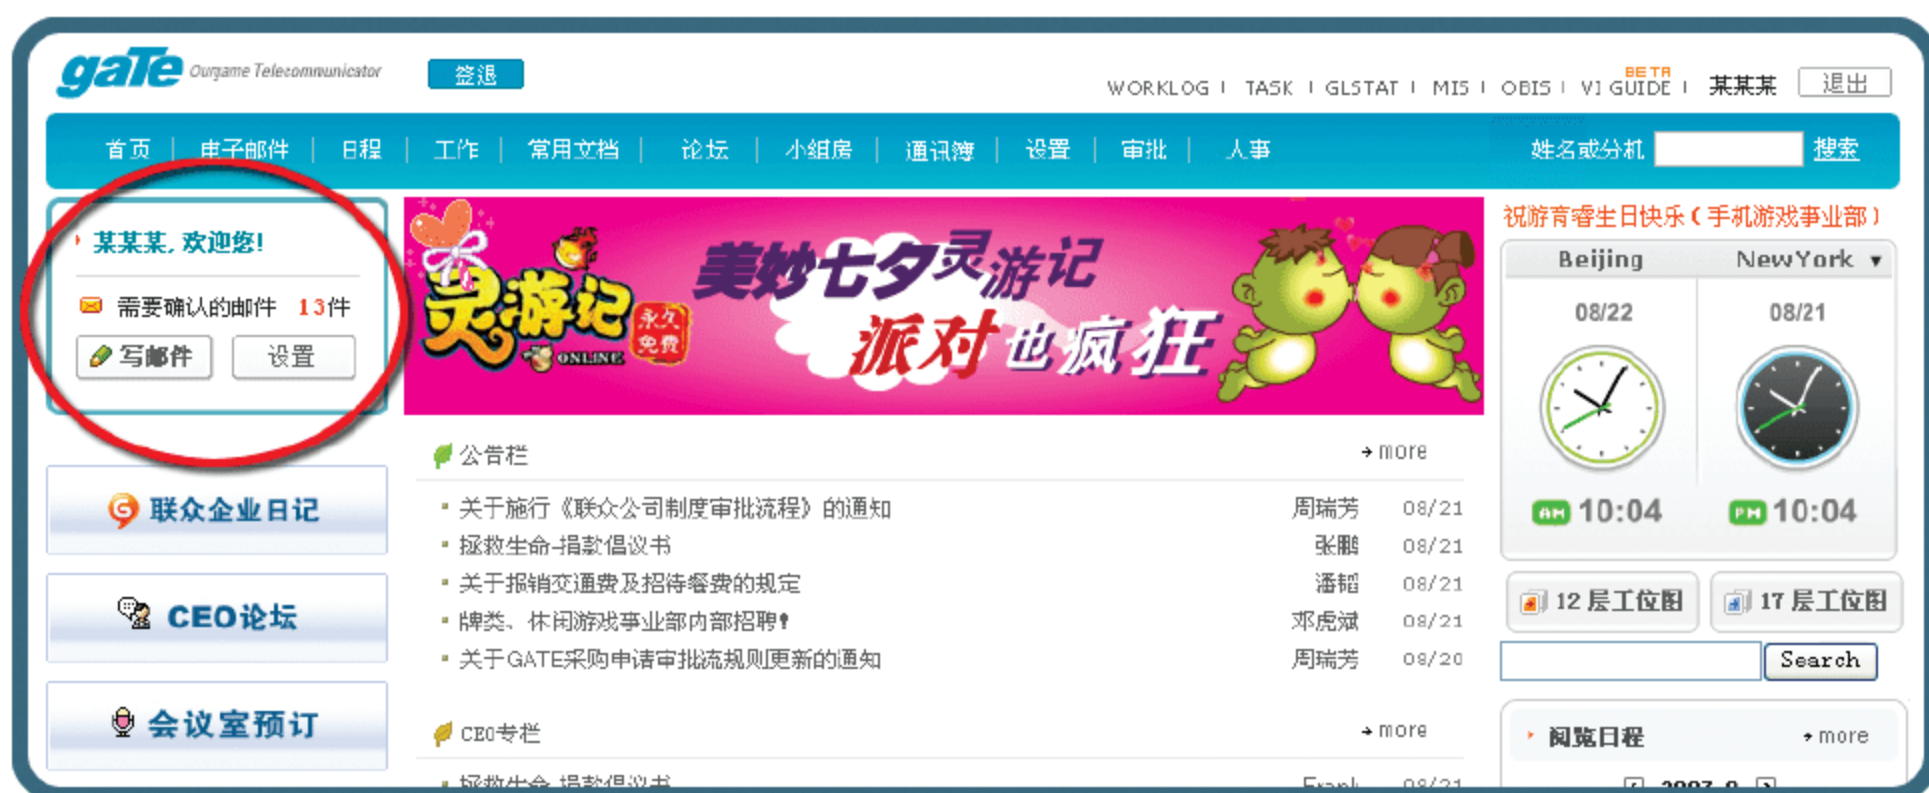 gaTe Ourgame Telecommunicator 签退
WORKLOG | TASK | GLSTAT | MIS | OBIS | VI GUIDE BETA | 某某某 退出
首页 | 电子邮件 | 日程 | 工作 | 常用文档 | 论坛 | 小组房 | 通讯簿 | 设置 | 审批 | 人事 姓名或分机 搜索
某某某, 欢迎您!
需要确认的邮件 13件
写邮件 设置
联众企业日记
CEO论坛
会议室预订
灵游记 ONLINE 永久免费
美妙七夕灵游记
派对也疯狂
公告栏 more
关于施行《联众公司制度审批流程》的通知 周瑞芳 08/21
拯救生命-捐款倡议书 张鹏 08/21
关于报销交通费及招待餐费的规定 潘韬 08/21
牌类、休闲游戏事业部内部招聘! 邓虎斌 08/21
关于GATE采购申请审批流规则更新的通知 周瑞芳 08/20
CEO专栏 more
拯救生命-捐款倡议书 Frank 08/21
祝游育睿生日快乐(手机游戏事业部)
Beijing NewYork
08/22 08/21
AM 10:04 PM 10:04
12层工位图 17层工位图
Search
阅览日程 more